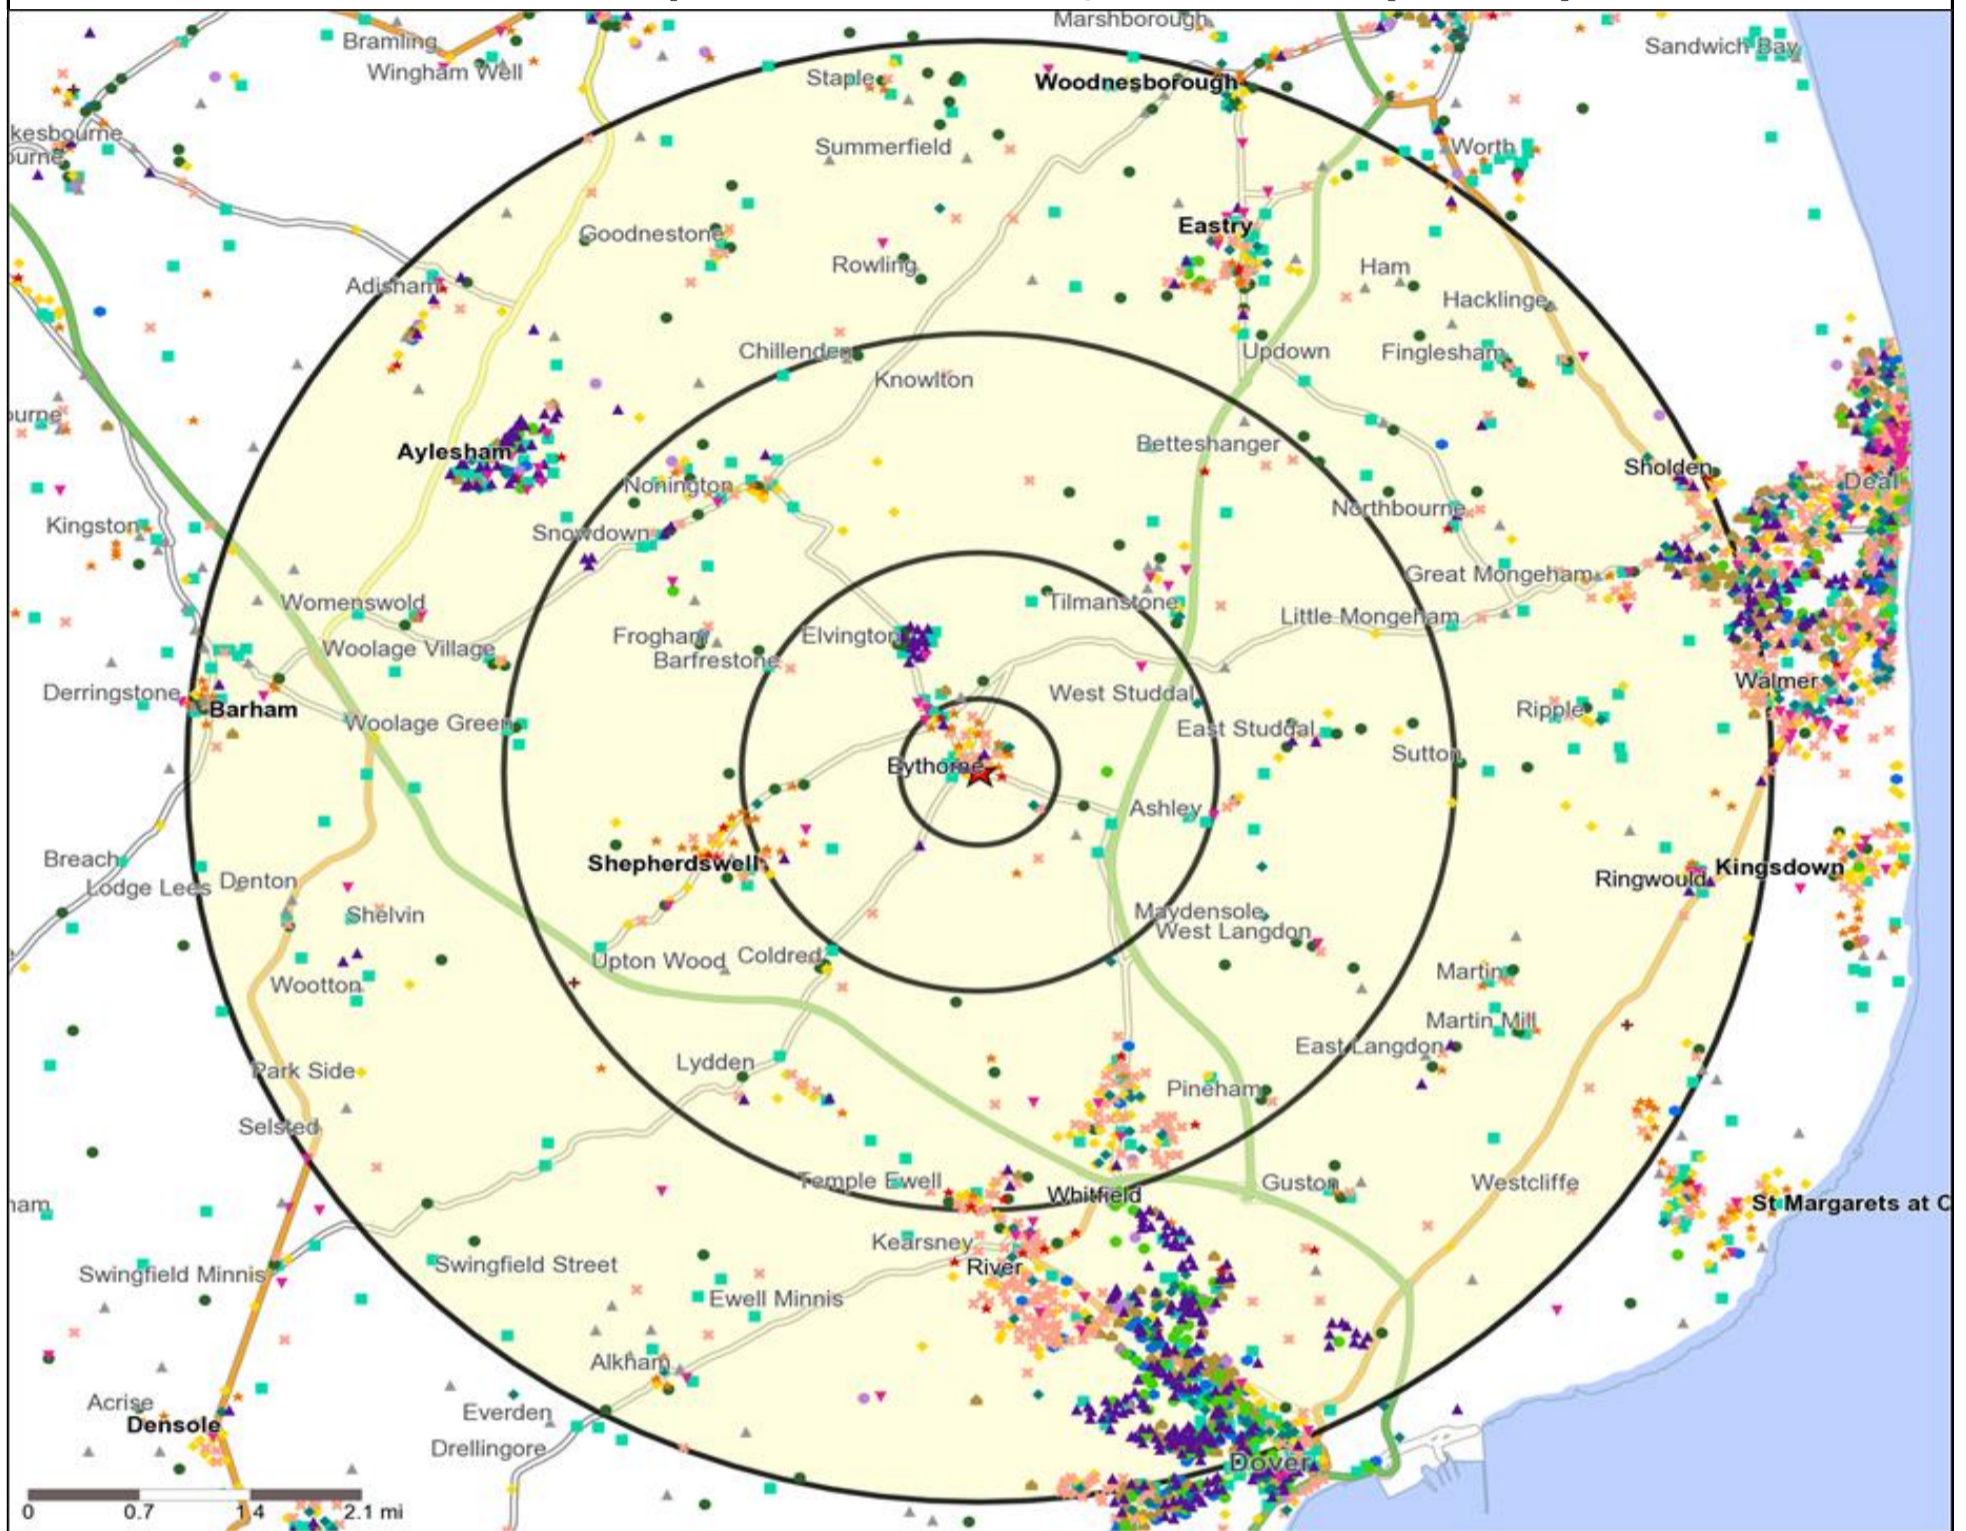 Marshborough
Bramling
Sandwich Bay
Wingham Well
Staple
Woodnesborough
kesbourne
Worth
Summerfield
ourne
Eastry
Goodnestone
Rowling
Ham
Adisham
Hacklinge
Chillenden
Updown
Finglesham
Knowlton
ourne
Betteshanger
Aylesham
Sholden
Deal
Nonington
Northbourne
Kingston
Snowdown
Great Mongeham
Womenswold
Tilmanstone
Little Mongeham
Frogham
Elvington
Woolage Village
Barfrestone
Walmer
Derringstone
West Studdal
Barham
Ripple
Woolage Green
East Studdal
Sutton
Eythorne
Ashley
Breach
Shepherdswell
Kingsdown
Lodge Lees
Denton
Ringwould
Shelvin
Maydensole
West Langdon
Upton Wood
Coldred
Martin
Wootton
Martin Mill
East Langdon
Lydden
Park Side
Pineham
Selsted
Temple Ewell
Guston
Westcliffe
Whitfield
ham
St Margarets at C
Kearsney
Swingfield Street
River
Swingfield Minnis
Ewell Minnis
Alkham
Acrise
Everden
Densole
Drellingore
Dover
0 0.7 1.4 2.1 mi